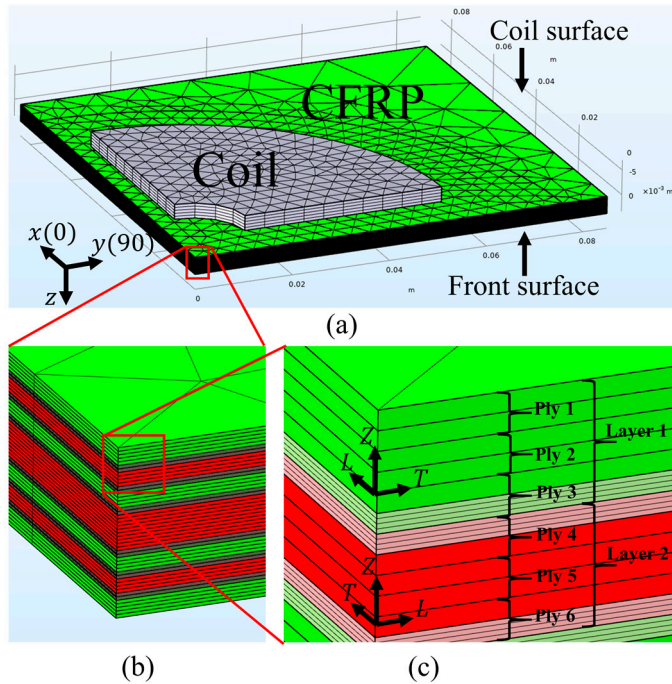 0.08
0.06
Coil surface
m
0.04
CFRP
0.02
Coil
0
-5
×10⁻³ m
0
x(0)
y(90)
z
0.08
0.06
0.04
m
0.02
0
Front surface
(a)
Ply 1
Layer 1
Z
L
T
Ply 2
Ply 3
Ply 4
Layer 2
Z
Ply 5
T
L
Ply 6
(b)
(c)